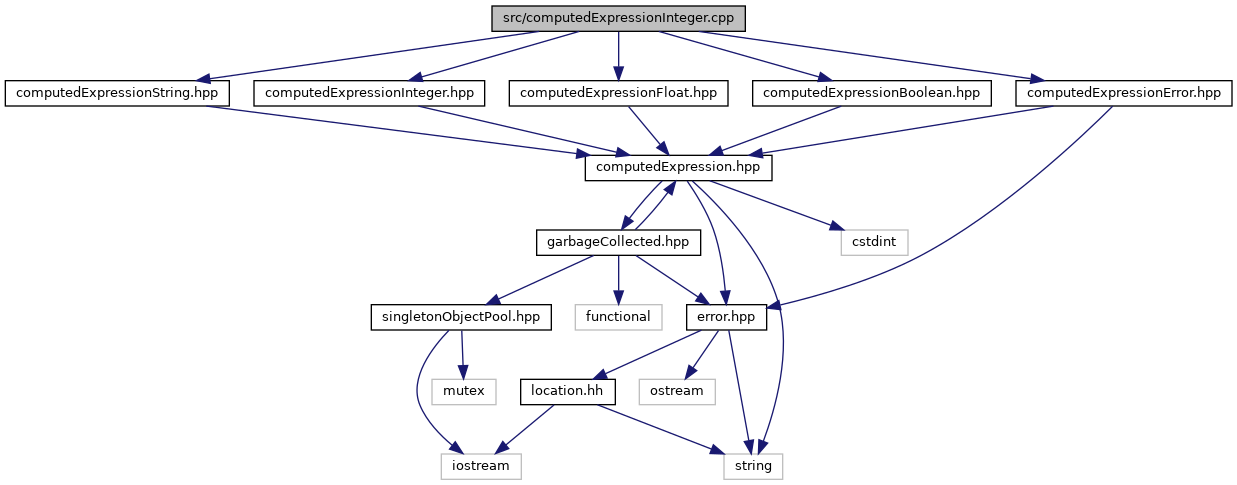 src/computedExpressionInteger.cpp
computedExpressionString.hpp
computedExpressionInteger.hpp
computedExpressionFloat.hpp
computedExpressionBoolean.hpp
computedExpressionError.hpp
computedExpression.hpp
garbageCollected.hpp
cstdint
singletonObjectPool.hpp
functional
error.hpp
mutex
location.hh
ostream
iostream
string